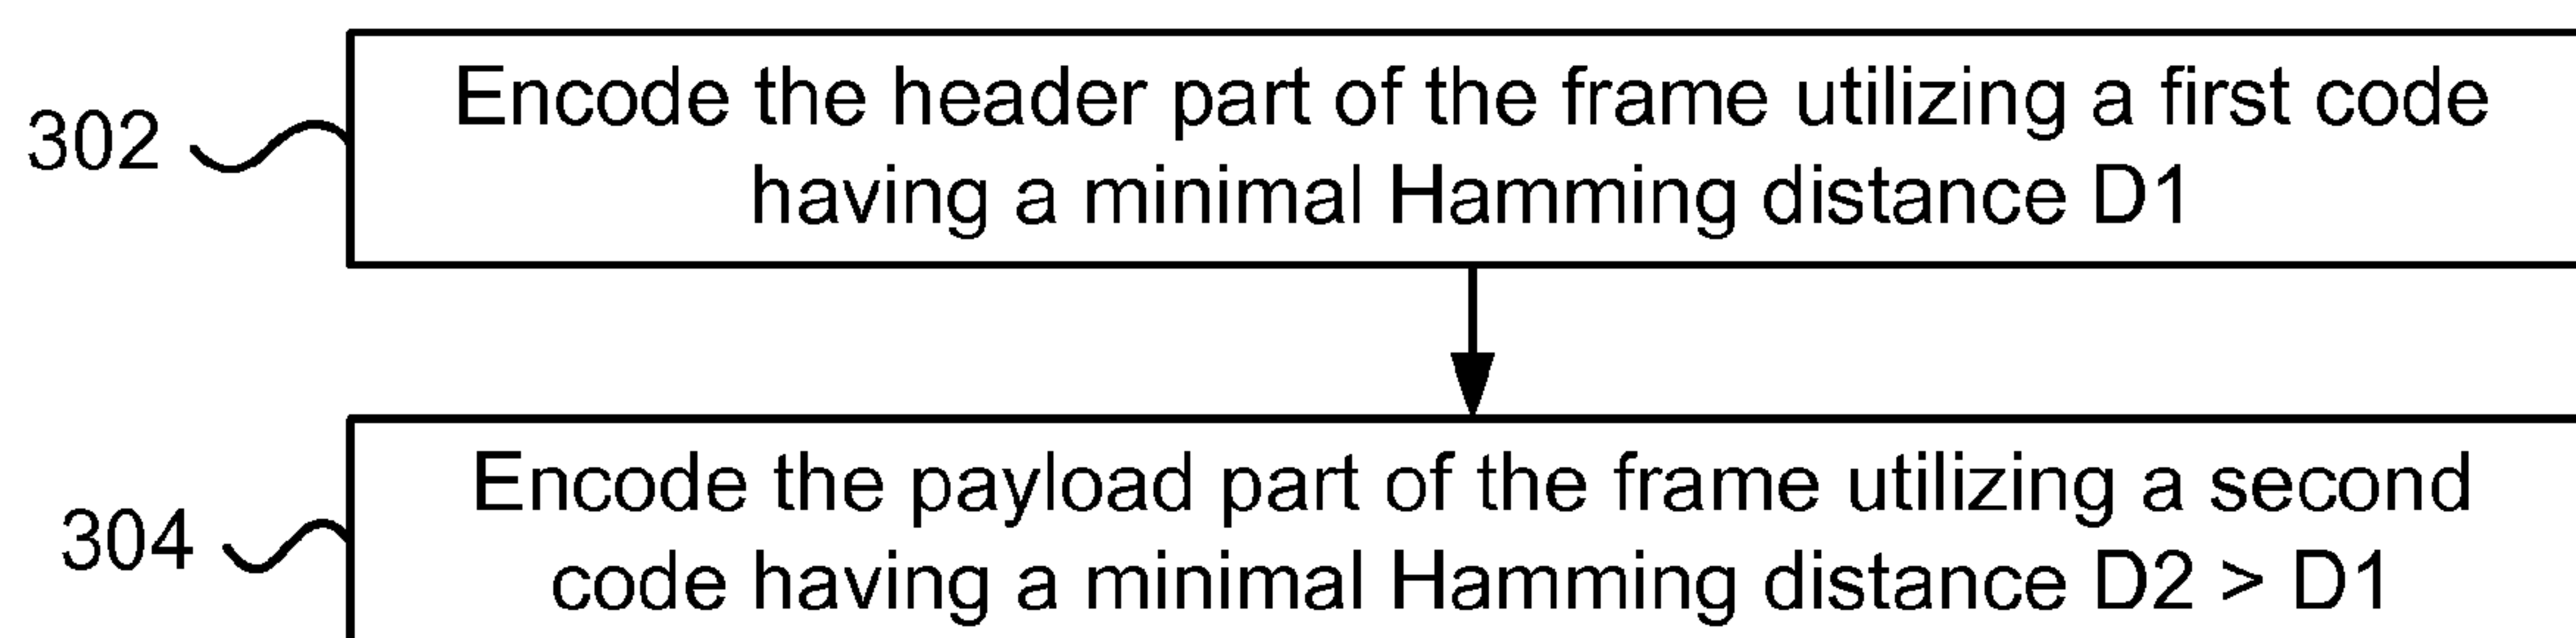 302
Encode the header part of the frame utilizing a first code
having a minimal Hamming distance D1
304
Encode the payload part of the frame utilizing a second
code having a minimal Hamming distance D2 > D1